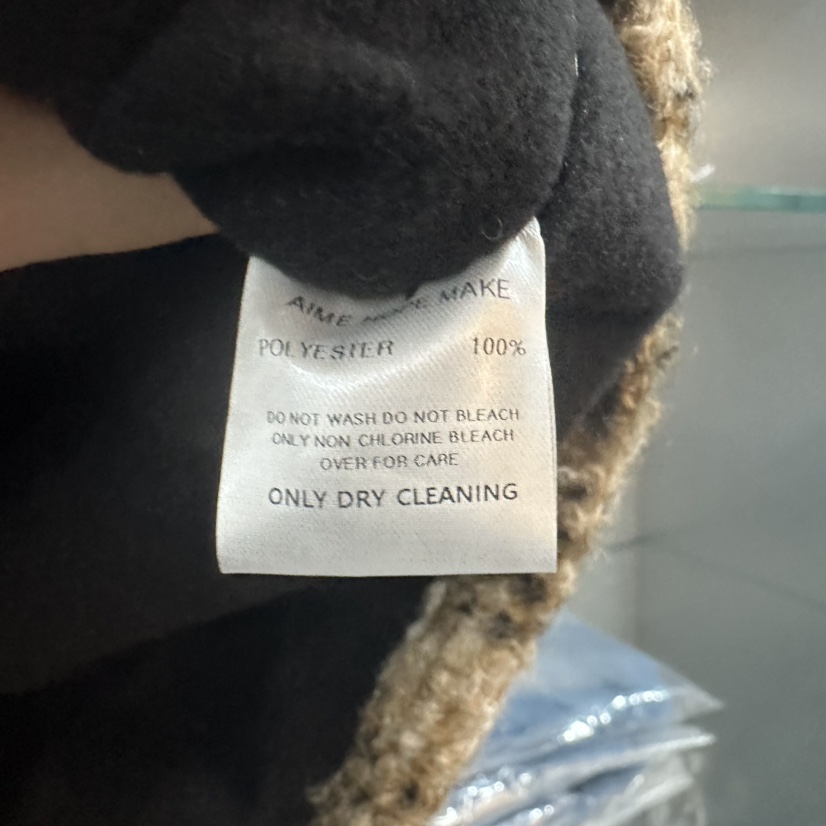 AIME HOPE MAKE
POLYESTER 100%
DO NOT WASH DO NOT BLEACH
ONLY NON CHLORINE BLEACH
OVER FOR CARE
ONLY DRY CLEANING